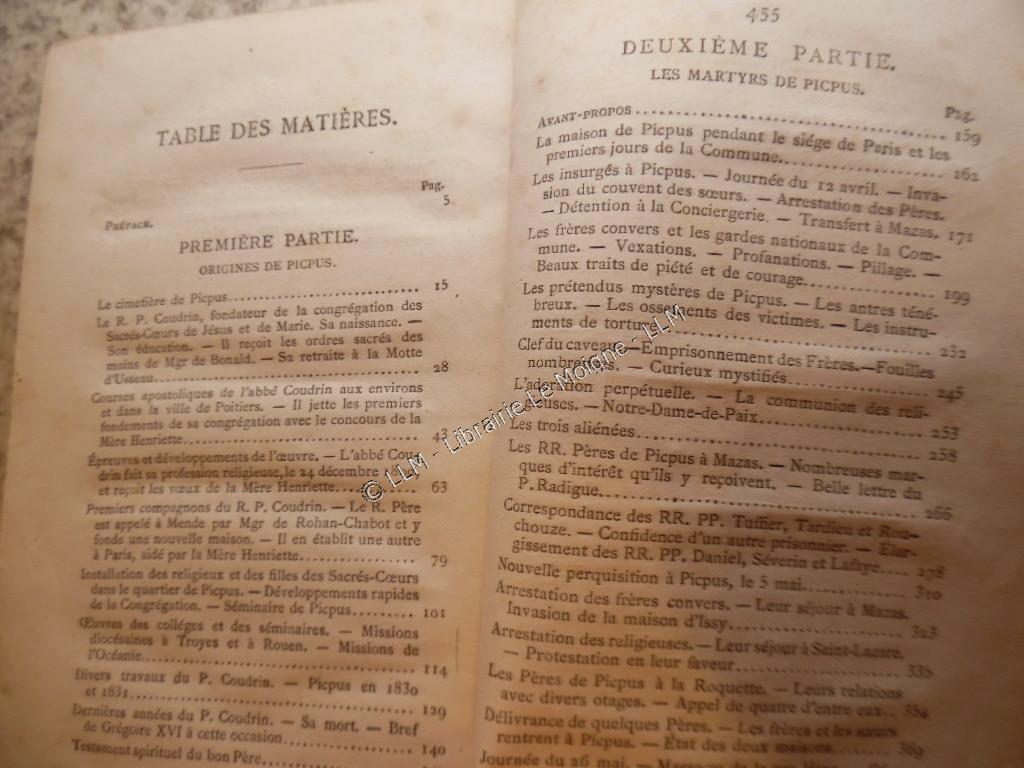 TABLE DES MATIÈRES.
Pag.
PRÉFACE. 5
PREMIÈRE PARTIE.
ORIGINES DE PICPUS.
Le cimetière de Picpus 15
Le R. P. Coudrin, fondateur de la congrégation des
Sacrés-Cœurs de Jésus et de Marie. Sa naissance. —
Son éducation. — Il reçoit les ordres sacrés des
mains de Mgr de Bonald. — Sa retraite à la Motte
d'Usseau 28
Courses apostoliques de l'abbé Coudrin aux environs
et dans la ville de Poitiers. — Il jette les premiers
fondements de sa congrégation avec le concours de la
Mère Henriette 43
Épreuves et développements de l'œuvre. — L'abbé Cou-
drin fait sa profession religieuse, le 24 décembre
et reçoit les vœux de la Mère Henriette 63
Premiers compagnons du R. P. Coudrin. — Le R. Père
est appelé à Mende par Mgr de Rohan-Chabot et y
fonde une nouvelle maison. — Il en établit une autre
à Paris, aidé par la Mère Henriette 79
Installation des religieux et des filles des Sacrés-Cœurs
dans le quartier de Picpus. — Développements rapides
de la Congrégation. — Séminaire de Picpus 101
Œuvres des colléges et des séminaires. — Missions
diocésaines à Troyes et à Rouen. — Missions de
l'Océanie 114
Divers travaux du P. Coudrin. — Picpus en 1830
et 1831 129
Dernières années du P. Coudrin. — Sa mort. — Bref
de Grégoire XVI à cette occasion 140
Testament spirituel du bon Père
455
DEUXIÈME PARTIE.
LES MARTYRS DE PICPUS.
Pag.
AVANT-PROPOS 159
La maison de Picpus pendant le siége de Paris et les
premiers jours de la Commune 162
Les insurgés à Picpus. — Journée du 12 avril. — Inva-
sion du couvent des sœurs. — Arrestation des Pères.
— Détention à la Conciergerie. — Transfert à Mazas. 171
Les frères convers et les gardes nationaux de la Com-
mune. — Vexations. — Profanations. — Pillage. —
Beaux traits de piété et de courage 199
Les prétendus mystères de Picpus. — Les antres téné-
breux. — Les ossements des victimes. — Les instru-
ments de torture 232
Clef du caveau. — Emprisonnement des Frères. — Fouilles
nombreuses. — Curieux mystifiés 245
L'adoration perpétuelle. — La communion des reli-
gieuses. — Notre-Dame-de-Paix 253
Les trois aliénées 258
Les RR. Pères de Picpus à Mazas. — Nombreuses mar-
ques d'intérêt qu'ils y reçoivent. — Belle lettre du
P. Radigue 266
Correspondance des RR. PP. Tuffier, Tardieu et Rou-
chouze. — Confidence d'un autre prisonnier. — Élar-
gissement des RR. PP. Daniel, Séverin et Lafaye 278
Nouvelle perquisition à Picpus, le 5 mai 310
Arrestation des frères convers. — Leur séjour à Mazas.
Invasion de la maison d'Issy 323
Arrestation des religieuses. — Leur séjour à Saint-Lazare.
— Protestation en leur faveur 335
Les Pères de Picpus à la Roquette. — Leurs relations
avec divers otages. — Appel de quatre d'entre eux 354
Délivrance de quelques Pères. — Les frères et les sœurs
rentrent à Picpus. — État des deux maisons 369
Journée du 26 mai.
© LLM - Librairie Le Moigne - LLM